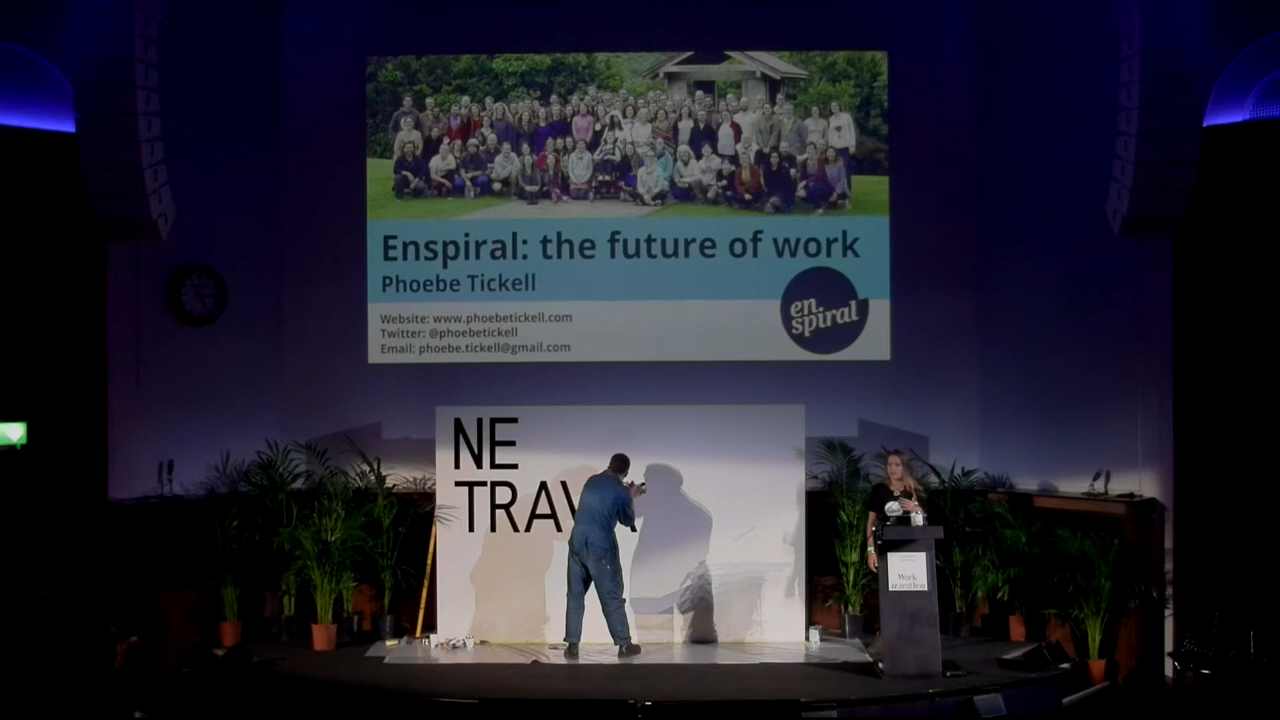 Enspiral: the future of work
Phoebe Tickell
Website: www.phoebetickell.com
Twitter: @phoebetickell
Email: phoebe.tickell@gmail.com
en.
spiral
NE
TRAV
Work
Marathon